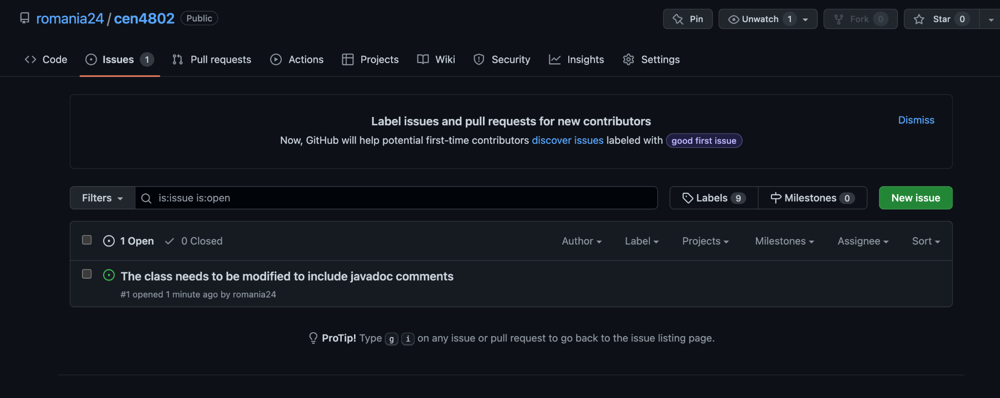 romania24 / cen4802 Public Pin Unwatch 1 Fork 0 Star 0
Code Issues 1 Pull requests Actions Projects Wiki Security Insights Settings
Label issues and pull requests for new contributors
Dismiss
Now, GitHub will help potential first-time contributors discover issues labeled with good first issue
Filters is:issue is:open Labels 9 Milestones 0 New issue
1 Open 0 Closed Author Label Projects Milestones Assignee Sort
The class needs to be modified to include javadoc comments
#1 opened 1 minute ago by romania24
ProTip! Type g i on any issue or pull request to go back to the issue listing page.